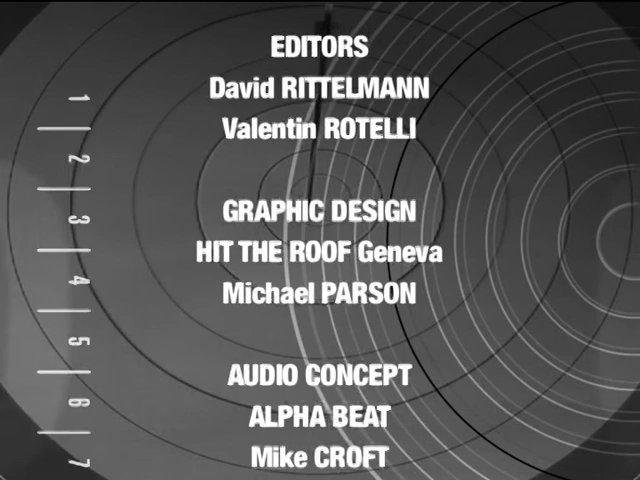 EDITORS
David RITTELMANN
Valentin ROTELLI
GRAPHIC DESIGN
HIT THE ROOF Geneva
Michael PARSON
AUDIO CONCEPT
ALPHA BEAT
Mike CROFT
1
2
3
4
5
6
7